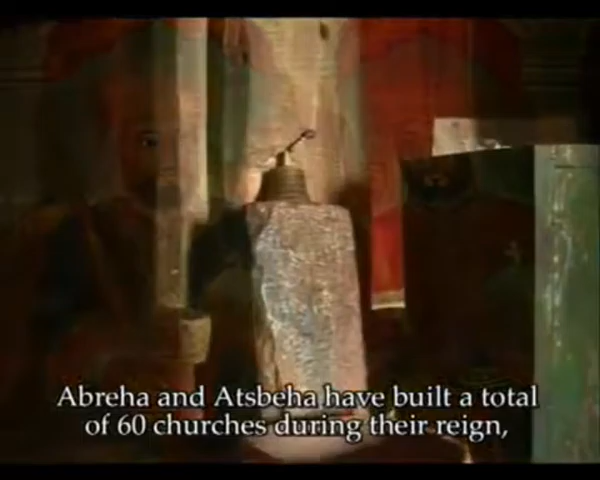 Abreha and Atsbeha have built a total
of 60 churches during their reign,